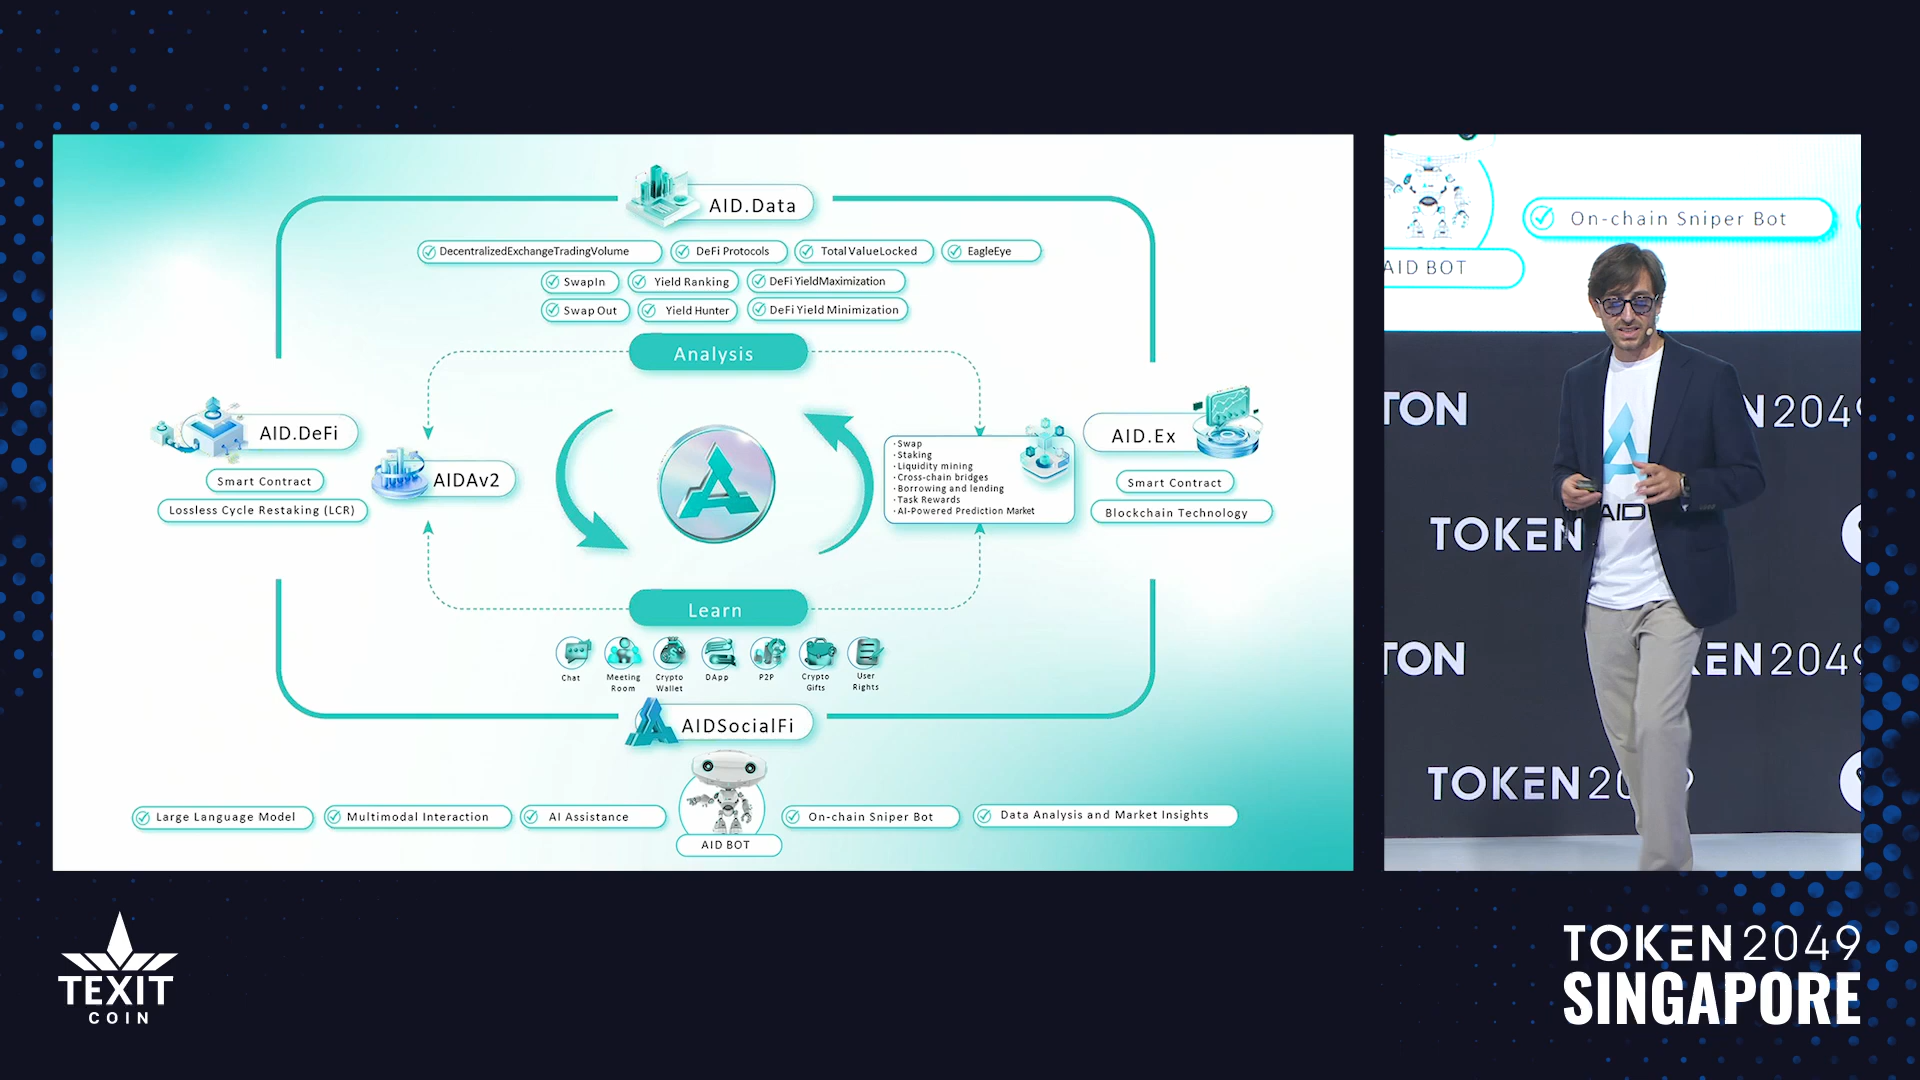 AID.Data
DecentralizedExchangeTradingVolume
DeFi Protocols
Total ValueLocked
EagleEye
SwapIn
Yield Ranking
DeFi YieldMaximization
Swap Out
Yield Hunter
DeFi Yield Minimization
Analysis
AID.DeFi
Smart Contract
Lossless Cycle Restaking (LCR)
AIDAv2
· Swap
· Staking
· Liquidity mining
· Cross-chain bridges
· Borrowing and lending
· Task Rewards
· AI-Powered Prediction Market
AID.Ex
Smart Contract
Blockchain Technology
Learn
Chat
Meeting
Room
Crypto
Wallet
DApp
P2P
Crypto
Gifts
User
Rights
AIDSocialFi
Large Language Model
Multimodal Interaction
AI Assistance
On-chain Sniper Bot
Data Analysis and Market Insights
AID BOT
On-chain Sniper Bot
AID BOT
TON
N 204
AID
TOKEN
TON
KEN 204
TOKEN 20
TEXIT
COIN
TOKEN2049
SINGAPORE